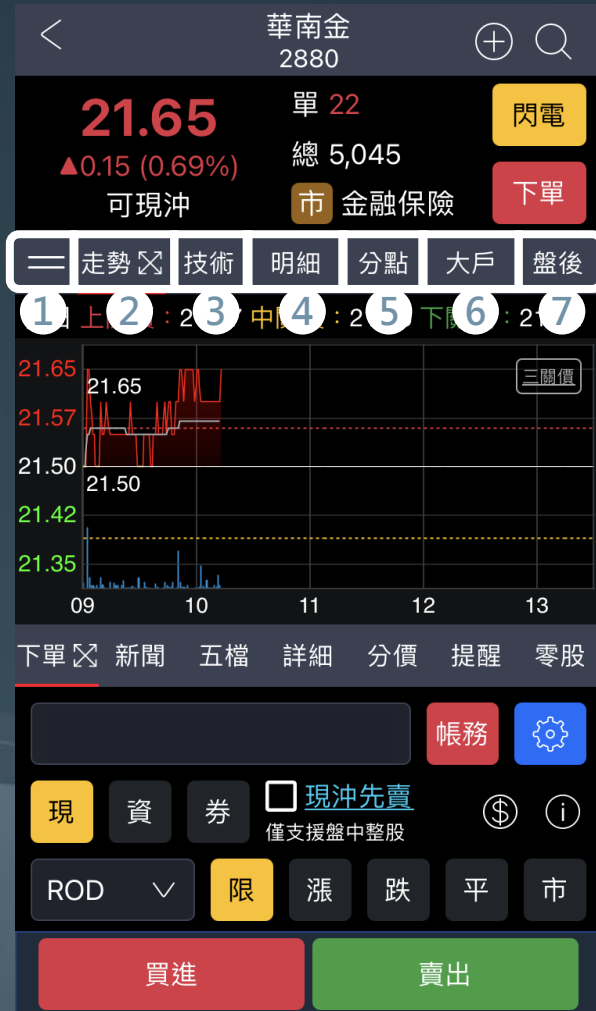 華南金
2880
21.65
▲0.15 (0.69%)
可現沖
單 22
總 5,045
市 金融保險
閃電
下單
走勢 技術 明細 分點 大戶 盤後
1 2 3 4 5 6 7
21.65
21.57
21.50
21.42
21.35
21.65
21.50
三關價
09 10 11 12 13
下單 新聞 五檔 詳細 分價 提醒 零股
帳務
現 資 券 現沖先賣
僅支援盤中整股
$ i
ROD 限 漲 跌 平 市
買進 賣出